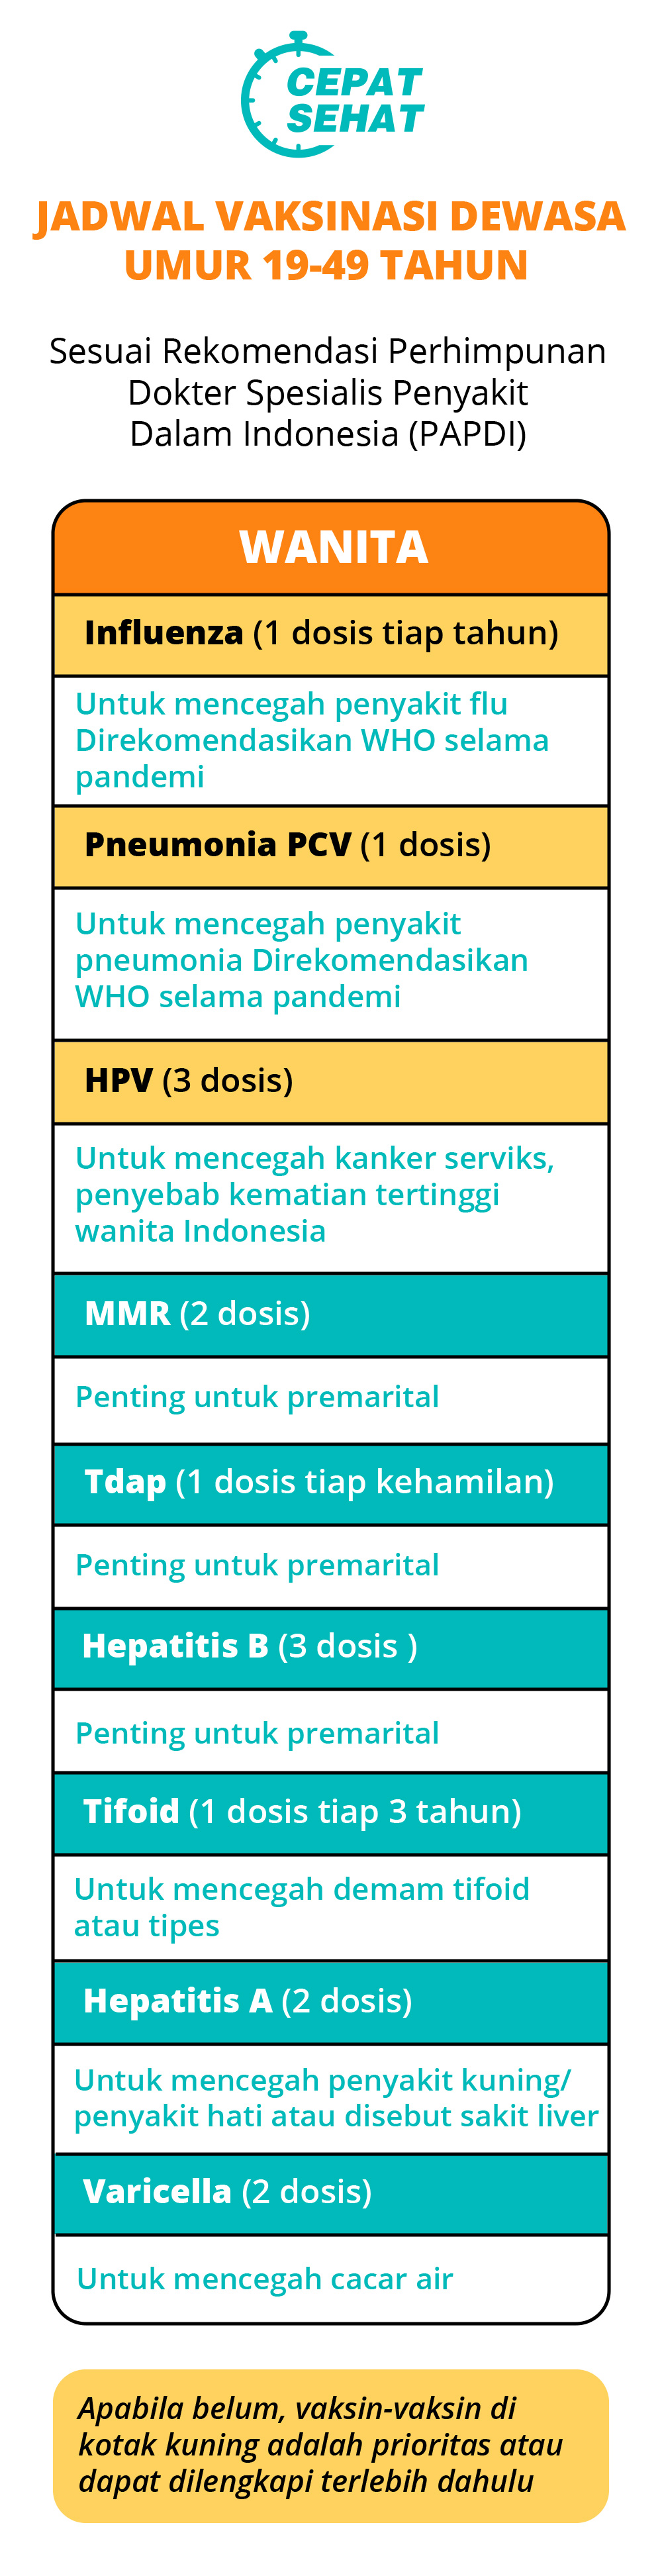 CEPAT
SEHAT
JADWAL VAKSINASI DEWASA
UMUR 19-49 TAHUN
Sesuai Rekomendasi Perhimpunan
Dokter Spesialis Penyakit
Dalam Indonesia (PAPDI)
WANITA
Influenza (1 dosis tiap tahun)
Untuk mencegah penyakit flu
Direkomendasikan WHO selama
pandemi
Pneumonia PCV (1 dosis)
Untuk mencegah penyakit
pneumonia Direkomendasikan
WHO selama pandemi
HPV (3 dosis)
Untuk mencegah kanker serviks,
penyebab kematian tertinggi
wanita Indonesia
MMR (2 dosis)
Penting untuk premarital
Tdap (1 dosis tiap kehamilan)
Penting untuk premarital
Hepatitis B (3 dosis )
Penting untuk premarital
Tifoid (1 dosis tiap 3 tahun)
Untuk mencegah demam tifoid
atau tipes
Hepatitis A (2 dosis)
Untuk mencegah penyakit kuning/
penyakit hati atau disebut sakit liver
Varicella (2 dosis)
Untuk mencegah cacar air
Apabila belum, vaksin-vaksin di
kotak kuning adalah prioritas atau
dapat dilengkapi terlebih dahulu